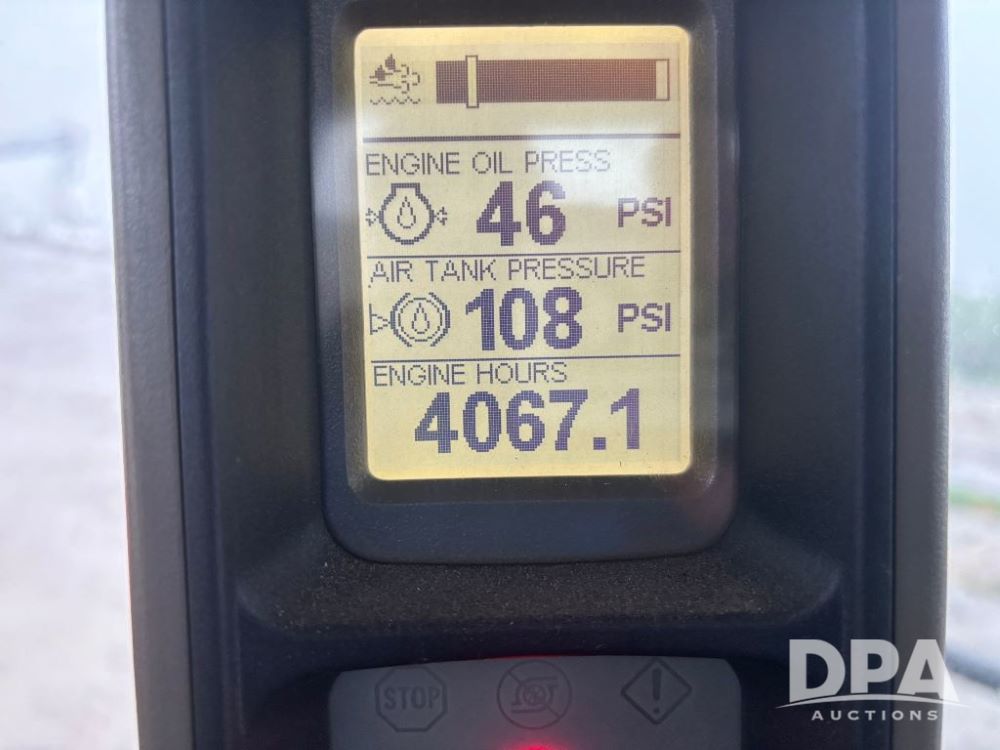 ENGINE OIL PRESS
46 PSI
AIR TANK PRESSURE
108 PSI
ENGINE HOURS
4067.1
STOP
DPA
AUCTIONS